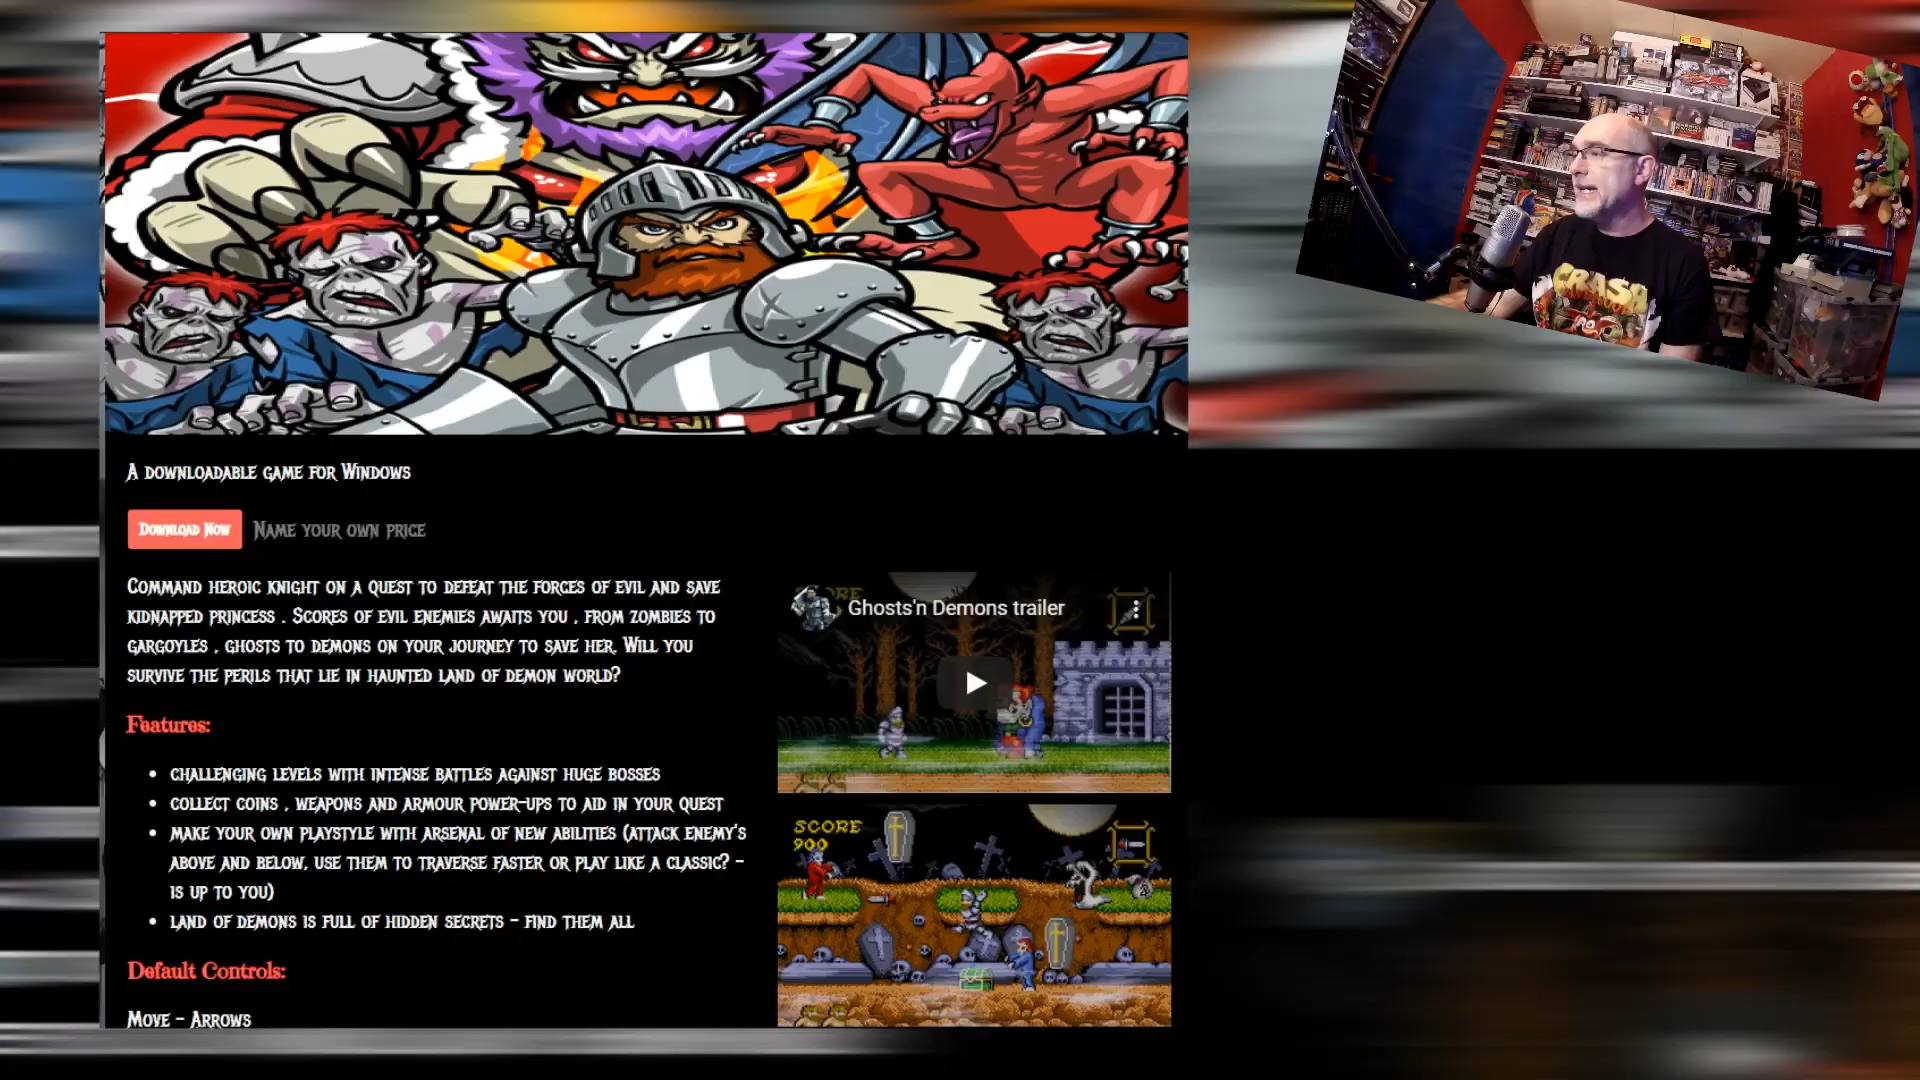 A downloadable game for Windows
Download Now
Name your own price
Command heroic knight on a quest to defeat the forces of evil and save
kidnapped princess . Scores of evil enemies awaits you , from zombies to
gargoyles , ghosts to demons on your journey to save her. Will you
survive the perils that lie in haunted land of demon world?
Features:
• challenging levels with intense battles against huge bosses
• collect coins , weapons and armour power-ups to aid in your quest
• make your own playstyle with arsenal of new abilities (attack enemy's
above and below, use them to traverse faster or play like a classic? -
is up to you)
• land of demons is full of hidden secrets - find them all
Default Controls:
Move - Arrows
Ghosts'n Demons trailer
SCORE
900
CRASH